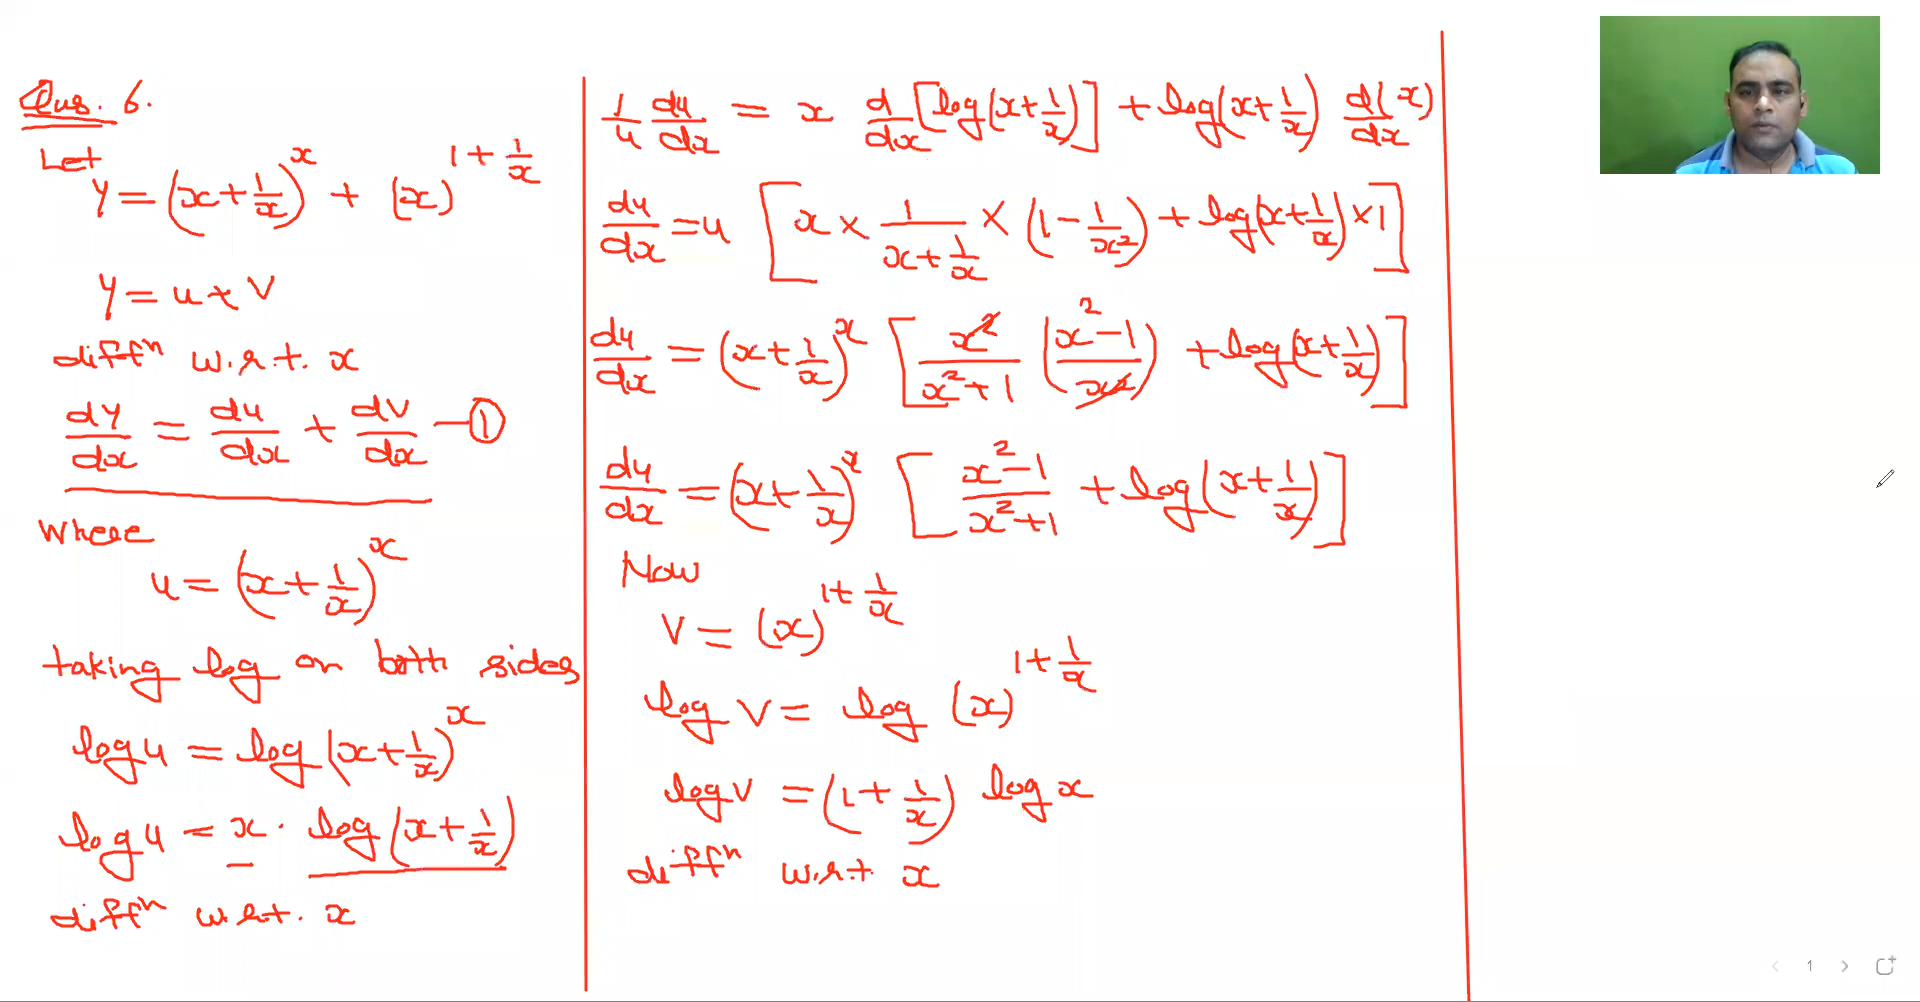 Qus. 6.
Let
y = (x + 1/x)^x + (x)^(1 + 1/x)
y = u + v
diffⁿ w.r.t. x
dy/dx = du/dx + dv/dx — ①
Where
u = (x + 1/x)^x
taking log on both sides
log u = log (x + 1/x)^x
log u = x · log (x + 1/x)
diffⁿ w.r.t. x
1/u du/dx = x d/dx [log(x + 1/x)] + log(x + 1/x) d(x)/dx
du/dx = u [x × 1/(x + 1/x) × (1 - 1/x²) + log(x + 1/x) × 1]
du/dx = (x + 1/x)^x [x²/(x² + 1) ((x² - 1)/x²) + log(x + 1/x)]
du/dx = (x + 1/x)^x [(x² - 1)/(x² + 1) + log(x + 1/x)]
Now
v = (x)^(1 + 1/x)
log v = log (x)^(1 + 1/x)
log v = (1 + 1/x) log x
diffⁿ w.r.t. x
1